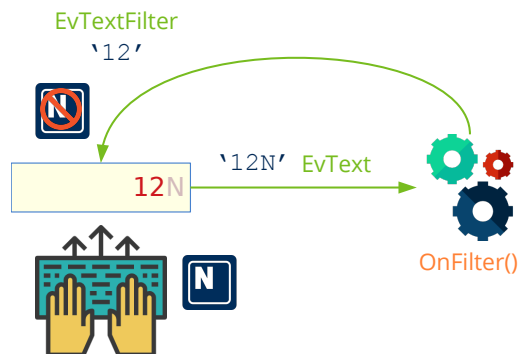 EvTextFilter
‘12’
N
12N
‘12N’ EvText
N
OnFilter()